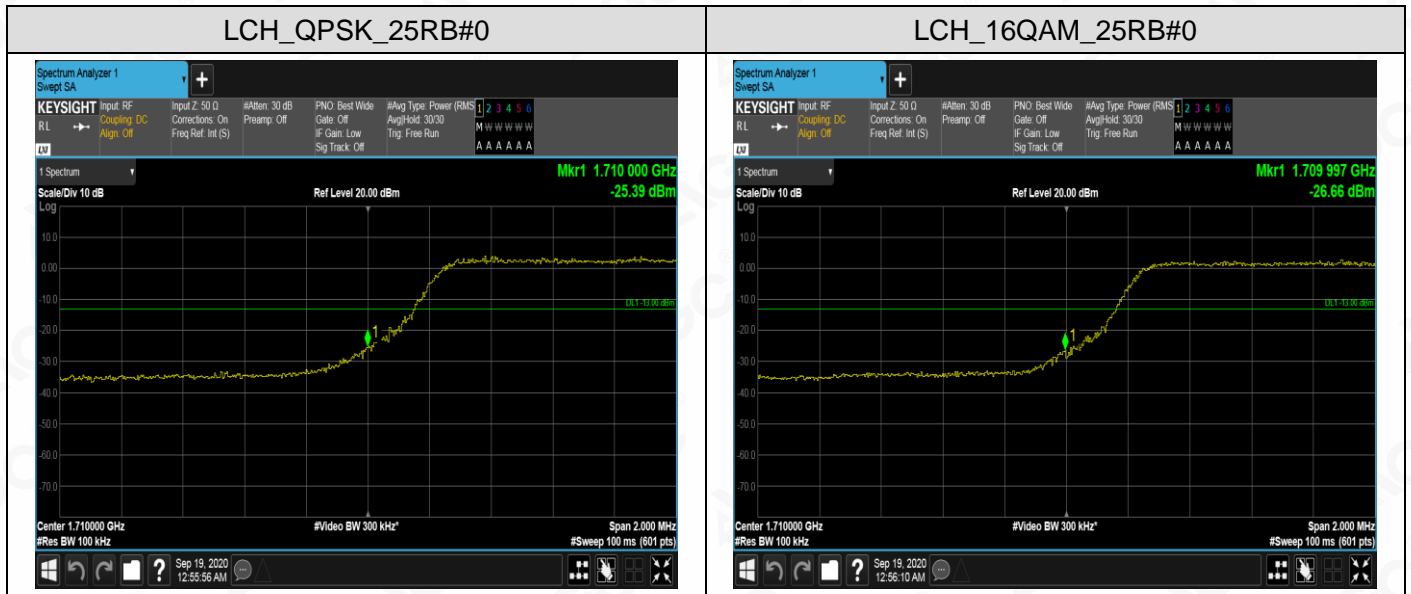 LCH_QPSK_25RB#0
LCH_16QAM_25RB#0
Spectrum Analyzer 1
Swept SA
+
KEYSIGHT Input: RF Input Z: 50 Ω #Atten: 30 dB PNO: Best Wide #Avg Type: Power (RMS 1 2 3 4 5 6
RL Coupling: DC Corrections: On Preamp: Off Gate: Off Avg|Hold: 30/30 M W W W W W
Align: Off Freq Ref: Int (S) IF Gain: Low Trig: Free Run
LXI Sig Track: Off A A A A A A
1 Spectrum
Mkr1 1.710 000 GHz
Scale/Div 10 dB Ref Level 20.00 dBm -25.39 dBm
Log
10.0
0.00
-10.0
DL1 -13.00 dBm
-20.0
1
-30.0
-40.0
-50.0
-60.0
-70.0
Center 1.710000 GHz #Video BW 300 kHz* Span 2.000 MHz
#Res BW 100 kHz #Sweep 100 ms (601 pts)
? Sep 19, 2020
12:55:56 AM
Spectrum Analyzer 1
Swept SA
+
KEYSIGHT Input: RF Input Z: 50 Ω #Atten: 30 dB PNO: Best Wide #Avg Type: Power (RMS 1 2 3 4 5 6
RL Coupling: DC Corrections: On Preamp: Off Gate: Off Avg|Hold: 30/30 M W W W W W
Align: Off Freq Ref: Int (S) IF Gain: Low Trig: Free Run
LXI Sig Track: Off A A A A A A
1 Spectrum
Mkr1 1.709 997 GHz
Scale/Div 10 dB Ref Level 20.00 dBm -26.66 dBm
Log
10.0
0.00
-10.0
DL1 -13.00 dBm
-20.0
1
-30.0
-40.0
-50.0
-60.0
-70.0
Center 1.710000 GHz #Video BW 300 kHz* Span 2.000 MHz
#Res BW 100 kHz #Sweep 100 ms (601 pts)
? Sep 19, 2020
12:56:10 AM